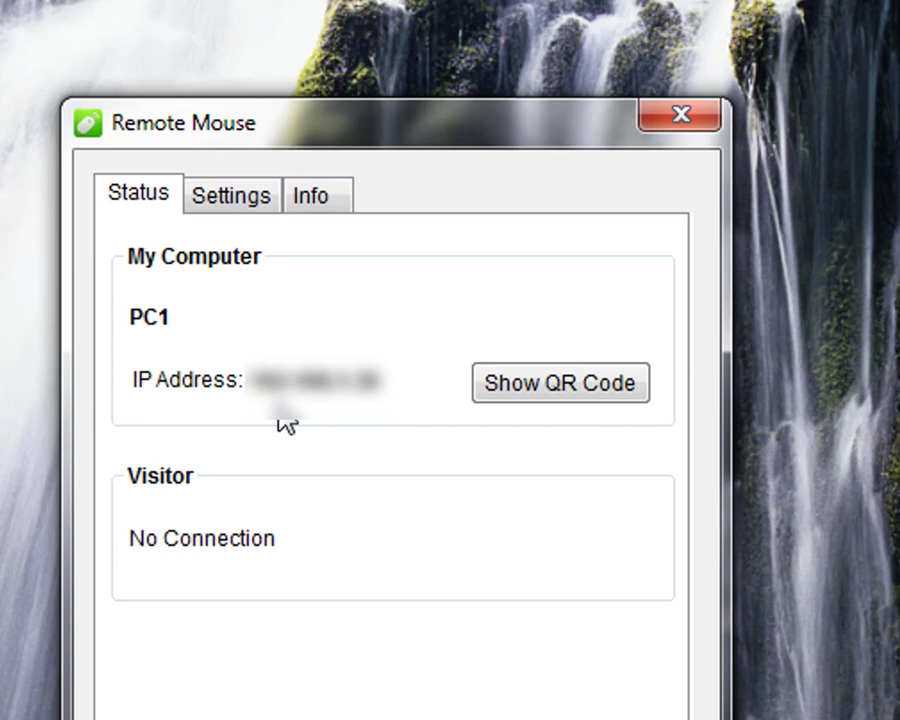 Remote Mouse
Status Settings Info
My Computer
PC1
IP Address:
Show QR Code
Visitor
No Connection